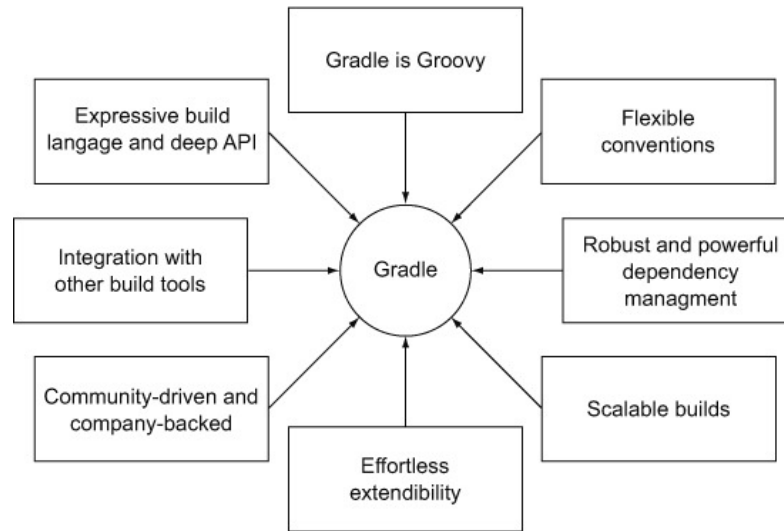 Gradle is Groovy
Expressive build
langage and deep API
Flexible
conventions
Integration with
other build tools
Gradle
Robust and powerful
dependency
managment
Community-driven and
company-backed
Scalable builds
Effortless
extendibility